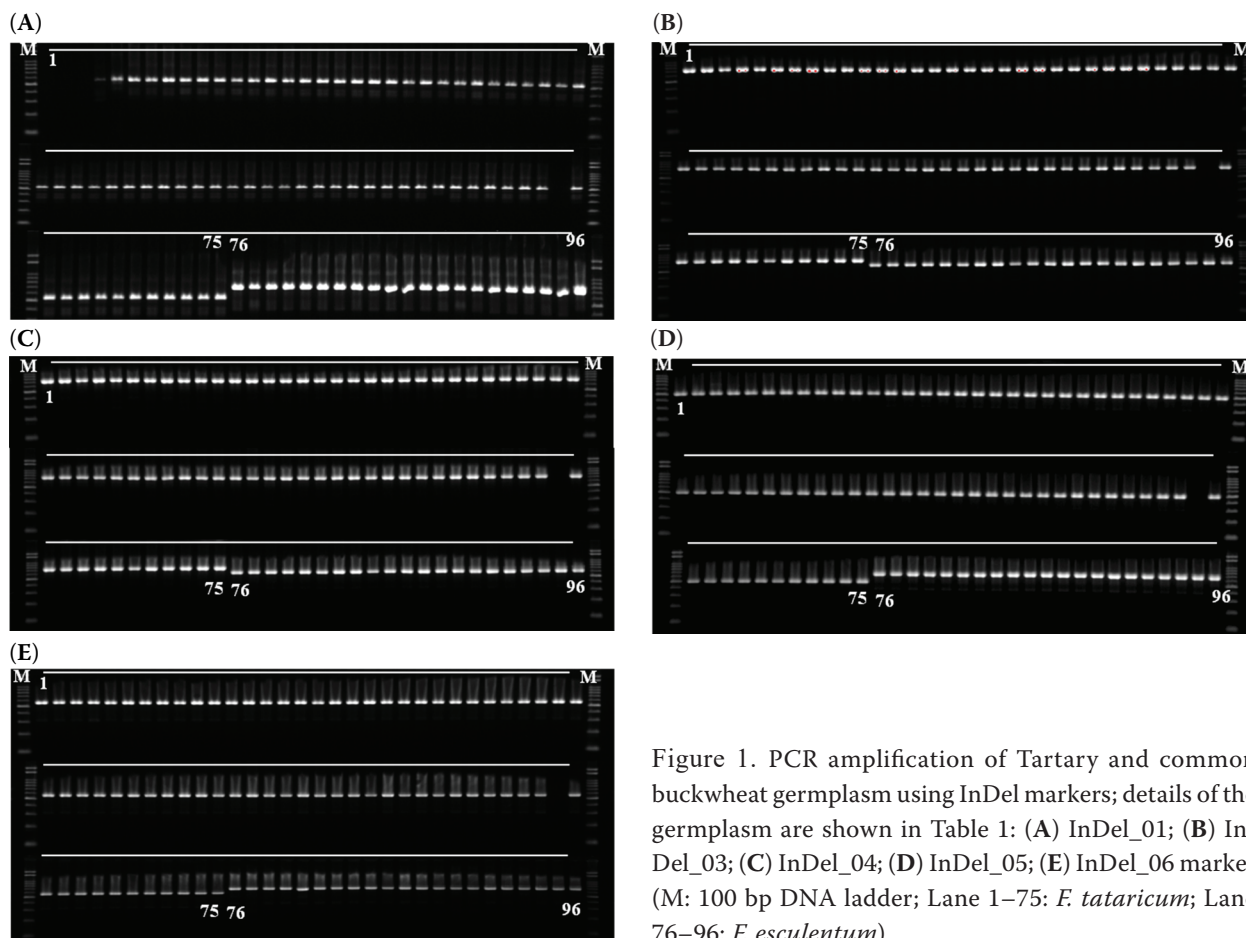 (A)
M 1 M
75 76 96
(B)
M 1 M
75 76 96
(C)
M M
1
75 76 96
(D)
M M
1
75 76 96
(E)
M 1 M
75 76 96
Figure 1. PCR amplification of Tartary and common
buckwheat germplasm using InDel markers; details of the
germplasm are shown in Table 1: (A) InDel_01; (B) In
Del_03; (C) InDel_04; (D) InDel_05; (E) InDel_06 marke
(M: 100 bp DNA ladder; Lane 1–75: F. tataricum; Lane
76–96: F. esculentum)